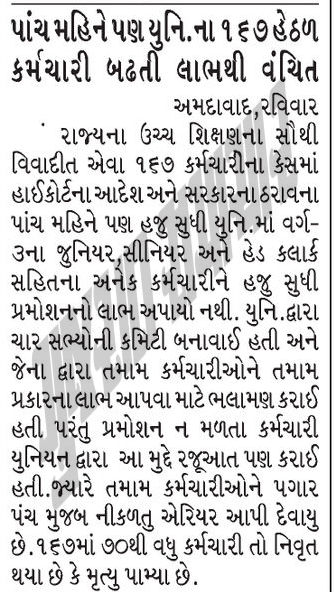 પાંચ મહિને પણ યુનિ.ના ૧૬૭ હેઠળ
કર્મચારી બઢતી લાભથી વંચિત
અમદાવાદ,રવિવાર
રાજ્યના ઉચ્ચ શિક્ષણના સૌથી
વિવાદીત એવા ૧૬૭ કર્મચારીના કેસમાં
હાઈકોર્ટના આદેશ અને સરકારના ઠરાવના
પાંચ મહિને પણ હજુ સુધી યુનિ.માં વર્ગ-
૩ના જુનિયર,સીનિયર અને હેડ ક્લાર્ક
સહિતના અનેક કર્મચારીને હજુ સુધી
પ્રમોશનનો લાભ અપાયો નથી. યુનિ.દ્વારા
ચાર સભ્યોની કમિટી બનાવાઈ હતી અને
જેના દ્વારા તમામ કર્મચારીઓને તમામ
પ્રકારના લાભ આપવા માટે ભલામણ કરાઈ
હતી પરંતુ પ્રમોશન ન મળતા કર્મચારી
યુનિયન દ્વારા આ મુદ્દે રજૂઆત પણ કરાઈ
હતી.જ્યારે તમામ કર્મચારીઓને પગાર
પંચ મુજબ નીકળતુ એરિયર આપી દેવાયુ
છે.૧૬૭માં ૭૦થી વધુ કર્મચારી તો નિવૃત
થયા છે કે મૃત્યુ પામ્યા છે.